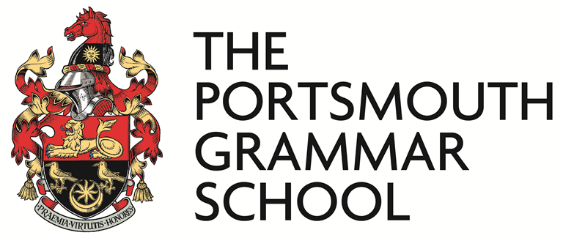 THE
PORTSMOUTH
GRAMMAR
SCHOOL
PRAEMIA·VIRTUTIS·HONORES